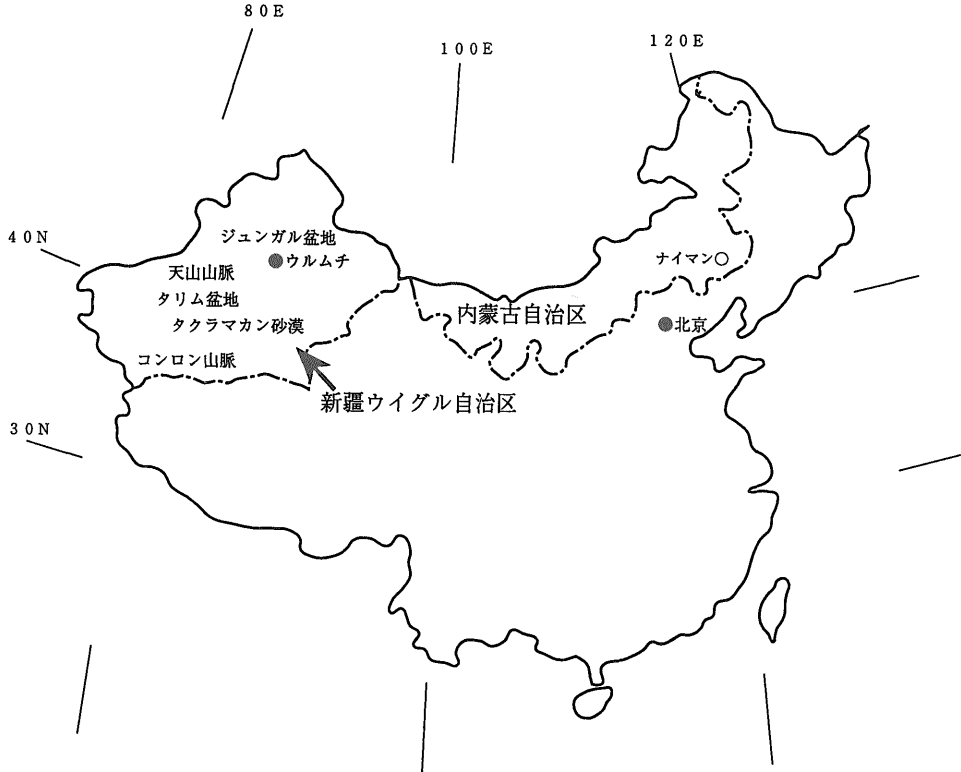 ８０E
１００E
１２０E
４０N
ジュンガル盆地
ウルムチ
天山山脈
タリム盆地
タクラマカン砂漠
コンロン山脈
ナイマン
内蒙古自治区
北京
新疆ウイグル自治区
３０N